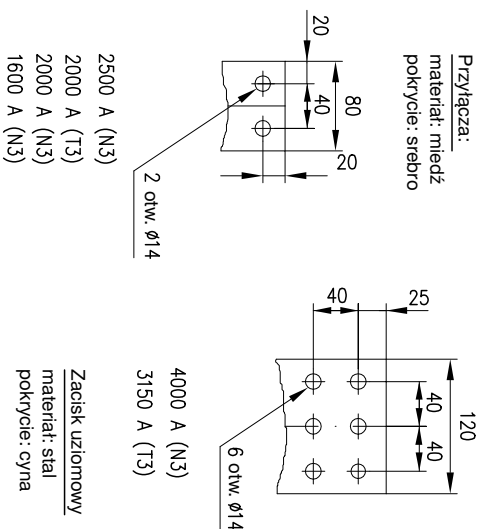 Przyłącza:
materiał: miedź
pokrycie: srebro
20
80
40
20
2 otw. ø14
2500 A (N3)
2000 A (T3)
2000 A (N3)
1600 A (N3)
120
40
40
25
40
6 otw. ø14
4000 A (N3)
3150 A (T3)
Zacisk uziomowy
materiał: stal
pokrycie: cyna